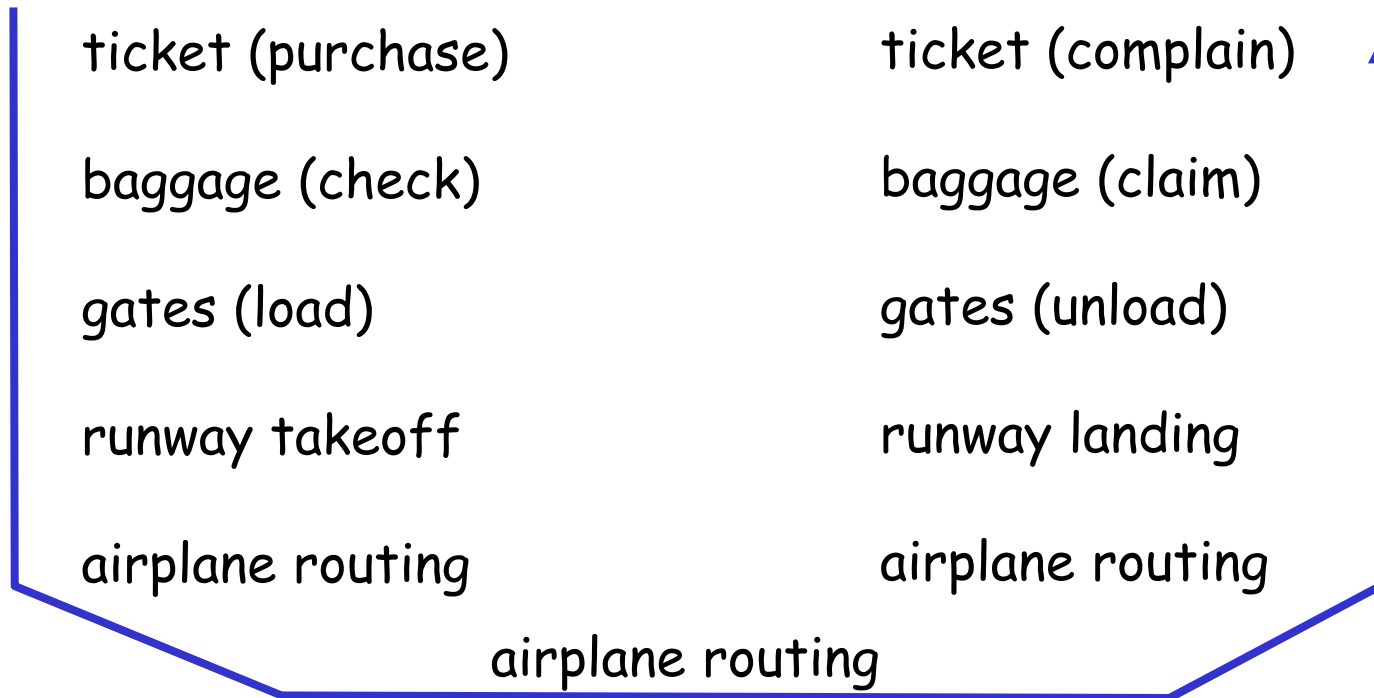 ticket (purchase)
baggage (check)
gates (load)
runway takeoff
airplane routing
ticket (complain)
baggage (claim)
gates (unload)
runway landing
airplane routing
airplane routing